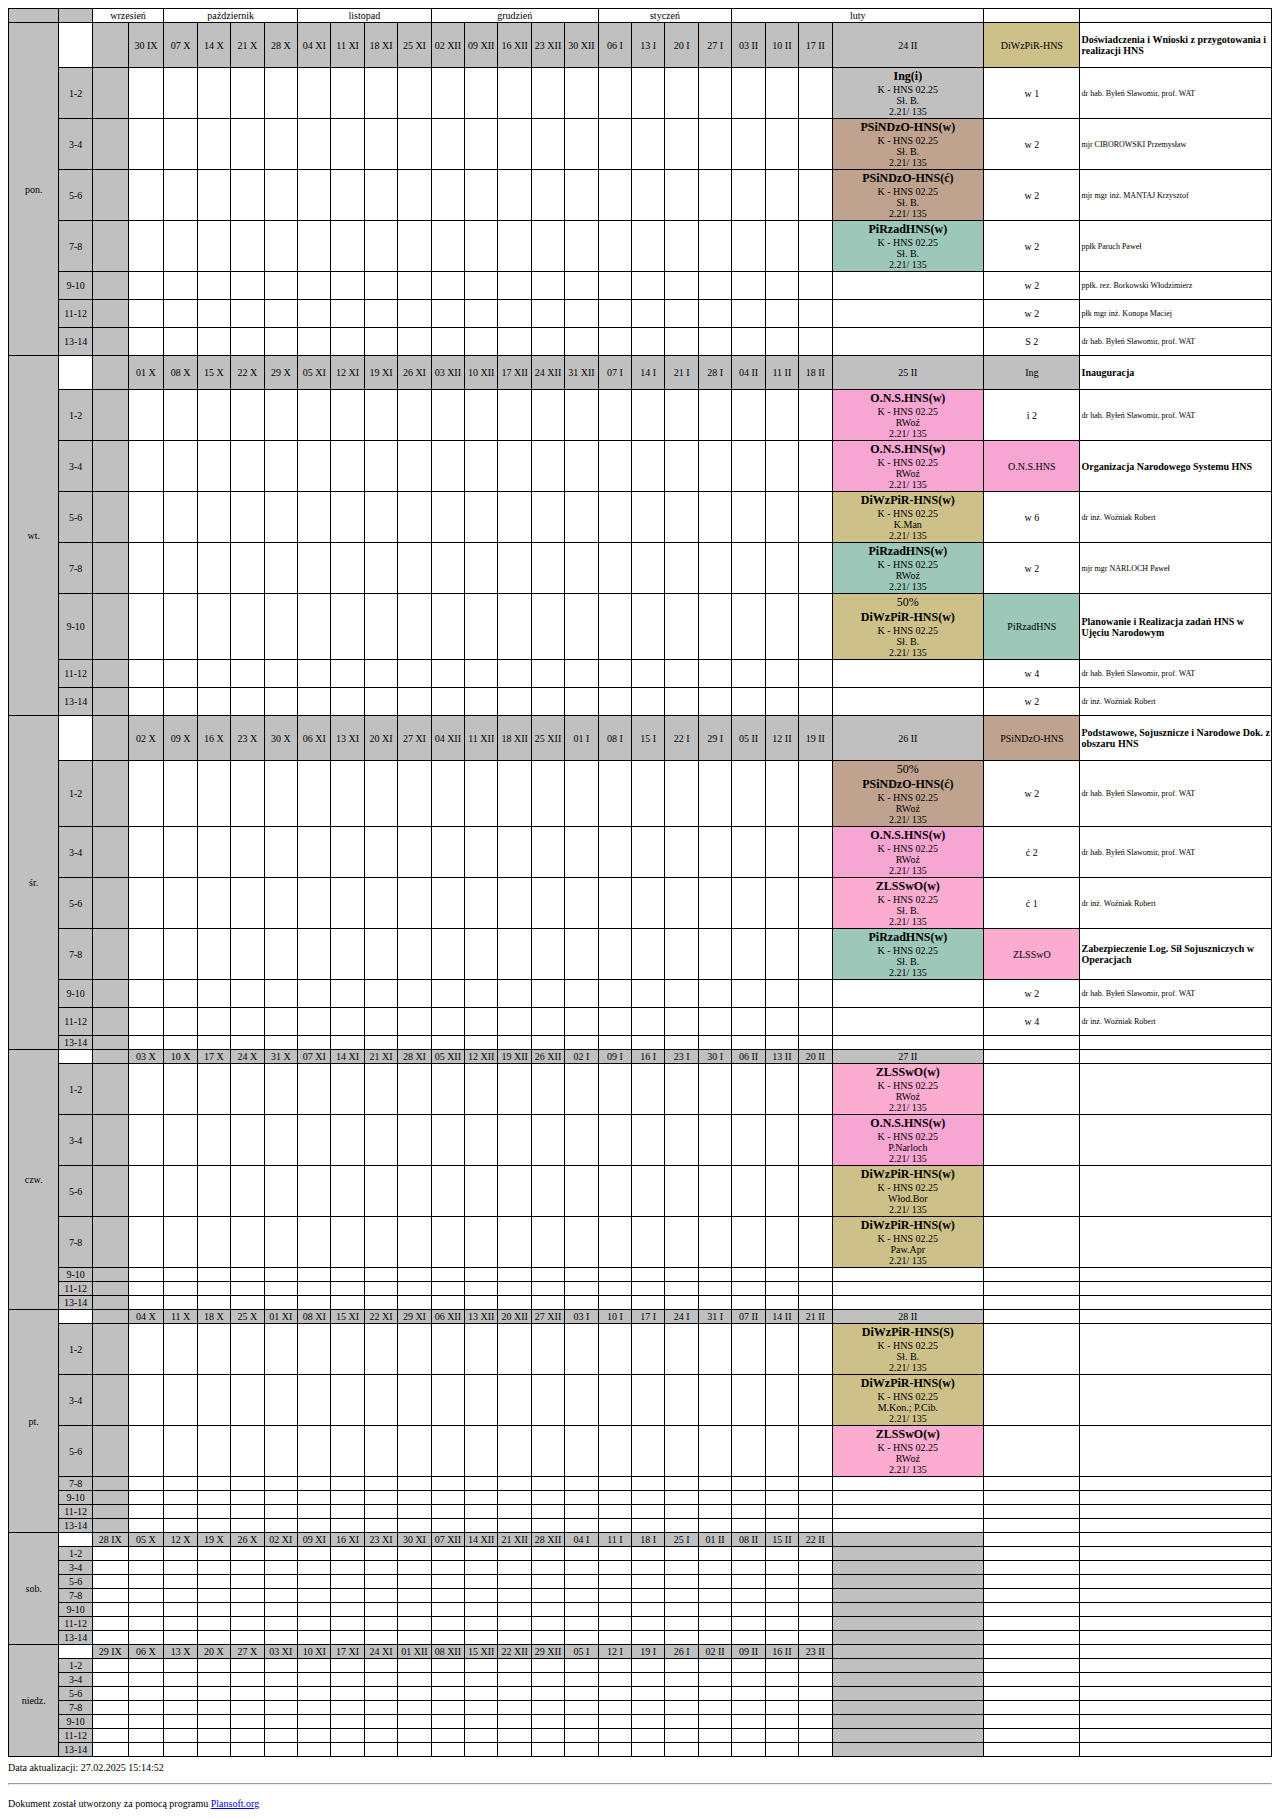 wrzesień październik listopad grudzień styczeń luty
pon. 30 IX 07 X 14 X 21 X 28 X 04 XI 11 XI 18 XI 25 XI 02 XII 09 XII 16 XII 23 XII 30 XII 06 I 13 I 20 I 27 I 03 II 10 II 17 II 24 II DiWzPiR-HNS Doświadczenia i Wnioski z przygotowania i realizacji HNS
1-2 Ing(i) K - HNS 02.25 Sł. B. 2.21/ 135 w 1 dr hab. Byłeń Sławomir, prof. WAT
3-4 PSiNDzO-HNS(w) K - HNS 02.25 Sł. B. 2.21/ 135 w 2 mjr CIBOROWSKI Przemysław
5-6 PSiNDzO-HNS(ć) K - HNS 02.25 Sł. B. 2.21/ 135 w 2 mjr mgr inż. MANTAJ Krzysztof
7-8 PiRzadHNS(w) K - HNS 02.25 Sł. B. 2.21/ 135 w 2 ppłk Paruch Paweł
9-10 w 2 ppłk. rez. Borkowski Włodzimierz
11-12 w 2 płk mgr inż. Konopa Maciej
13-14 S 2 dr hab. Byłeń Sławomir, prof. WAT
wt. 01 X 08 X 15 X 22 X 29 X 05 XI 12 XI 19 XI 26 XI 03 XII 10 XII 17 XII 24 XII 31 XII 07 I 14 I 21 I 28 I 04 II 11 II 18 II 25 II Ing Inauguracja
1-2 O.N.S.HNS(w) K - HNS 02.25 RWoź 2.21/ 135 i 2 dr hab. Byłeń Sławomir, prof. WAT
3-4 O.N.S.HNS(w) K - HNS 02.25 RWoź 2.21/ 135 O.N.S.HNS Organizacja Narodowego Systemu HNS
5-6 DiWzPiR-HNS(w) K - HNS 02.25 K.Man 2.21/ 135 w 6 dr inż. Woźniak Robert
7-8 PiRzadHNS(w) K - HNS 02.25 RWoź 2.21/ 135 w 2 mjr mgr NARLOCH Paweł
9-10 50% DiWzPiR-HNS(w) K - HNS 02.25 Sł. B. 2.21/ 135 PiRzadHNS Planowanie i Realizacja zadań HNS w Ujęciu Narodowym
11-12 w 4 dr hab. Byłeń Sławomir, prof. WAT
13-14 w 2 dr inż. Woźniak Robert
śr. 02 X 09 X 16 X 23 X 30 X 06 XI 13 XI 20 XI 27 XI 04 XII 11 XII 18 XII 25 XII 01 I 08 I 15 I 22 I 29 I 05 II 12 II 19 II 26 II PSiNDzO-HNS Podstawowe, Sojusznicze i Narodowe Dok. z obszaru HNS
1-2 50% PSiNDzO-HNS(ć) K - HNS 02.25 RWoź 2.21/ 135 w 2 dr hab. Byłeń Sławomir, prof. WAT
3-4 O.N.S.HNS(w) K - HNS 02.25 RWoź 2.21/ 135 ć 2 dr hab. Byłeń Sławomir, prof. WAT
5-6 ZLSSwO(w) K - HNS 02.25 Sł. B. 2.21/ 135 ć 1 dr inż. Woźniak Robert
7-8 PiRzadHNS(w) K - HNS 02.25 Sł. B. 2.21/ 135 ZLSSwO Zabezpieczenie Log. Sił Sojuszniczych w Operacjach
9-10 w 2 dr hab. Byłeń Sławomir, prof. WAT
11-12 w 4 dr inż. Woźniak Robert
13-14
czw. 03 X 10 X 17 X 24 X 31 X 07 XI 14 XI 21 XI 28 XI 05 XII 12 XII 19 XII 26 XII 02 I 09 I 16 I 23 I 30 I 06 II 13 II 20 II 27 II
1-2 ZLSSwO(w) K - HNS 02.25 RWoź 2.21/ 135
3-4 O.N.S.HNS(w) K - HNS 02.25 P.Narloch 2.21/ 135
5-6 DiWzPiR-HNS(w) K - HNS 02.25 Włod.Bor 2.21/ 135
7-8 DiWzPiR-HNS(w) K - HNS 02.25 Paw.Apr 2.21/ 135
9-10
11-12
13-14
pt. 04 X 11 X 18 X 25 X 01 XI 08 XI 15 XI 22 XI 29 XI 06 XII 13 XII 20 XII 27 XII 03 I 10 I 17 I 24 I 31 I 07 II 14 II 21 II 28 II
1-2 DiWzPiR-HNS(S) K - HNS 02.25 Sł. B. 2.21/ 135
3-4 DiWzPiR-HNS(w) K - HNS 02.25 M.Kon.; P.Cib. 2.21/ 135
5-6 ZLSSwO(w) K - HNS 02.25 RWoź 2.21/ 135
7-8
9-10
11-12
13-14
sob. 28 IX 05 X 12 X 19 X 26 X 02 XI 09 XI 16 XI 23 XI 30 XI 07 XII 14 XII 21 XII 28 XII 04 I 11 I 18 I 25 I 01 II 08 II 15 II 22 II
1-2
3-4
5-6
7-8
9-10
11-12
13-14
niedz. 29 IX 06 X 13 X 20 X 27 X 03 XI 10 XI 17 XI 24 XI 01 XII 08 XII 15 XII 22 XII 29 XII 05 I 12 I 19 I 26 I 02 II 09 II 16 II 23 II
1-2
3-4
5-6
7-8
9-10
11-12
13-14
Data aktualizacji: 27.02.2025 15:14:52
Dokument został utworzony za pomocą programu Plansoft.org